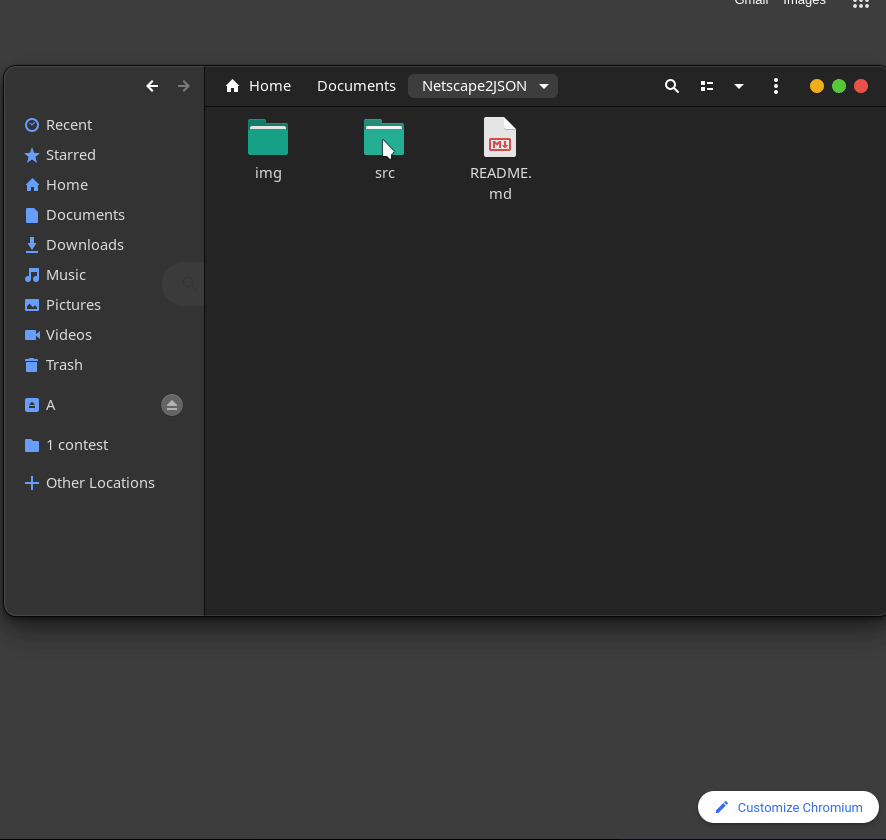 Gmail Images
Home Documents Netscape2JSON
Recent
Starred
Home
Documents
Downloads
Music
Pictures
Videos
Trash
A
1 contest
Other Locations
img
src
README.
md
Customize Chromium